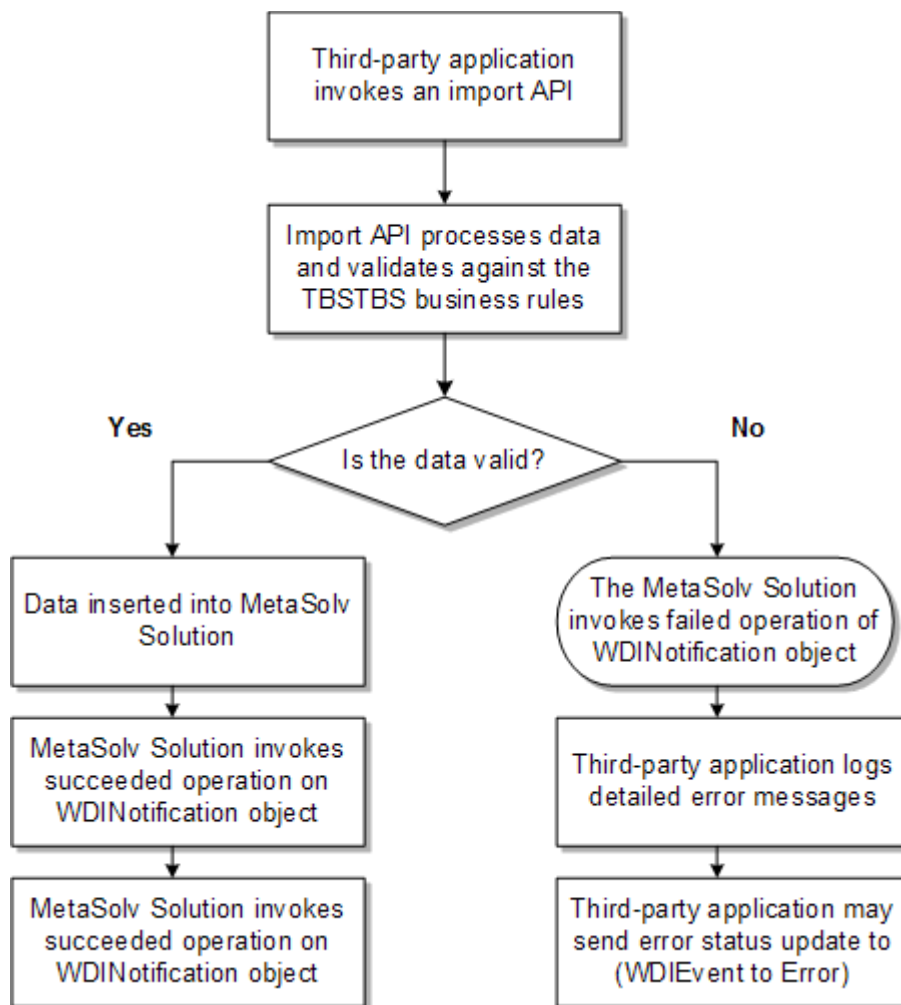 Third-party application
invokes an import API
Import API processes data
and validates against the
TBSTBS business rules
Yes
No
Is the data valid?
Data inserted into MetaSolv
Solution
The MetaSolv Solution
invokes failed operation of
WDINotification object
MetaSolv Solution invokes
succeeded operation on
WDINotification object
Third-party application logs
detailed error messages
MetaSolv Solution invokes
succeeded operation on
WDINotification object
Third-party application may
send error status update to
(WDIEvent to Error)